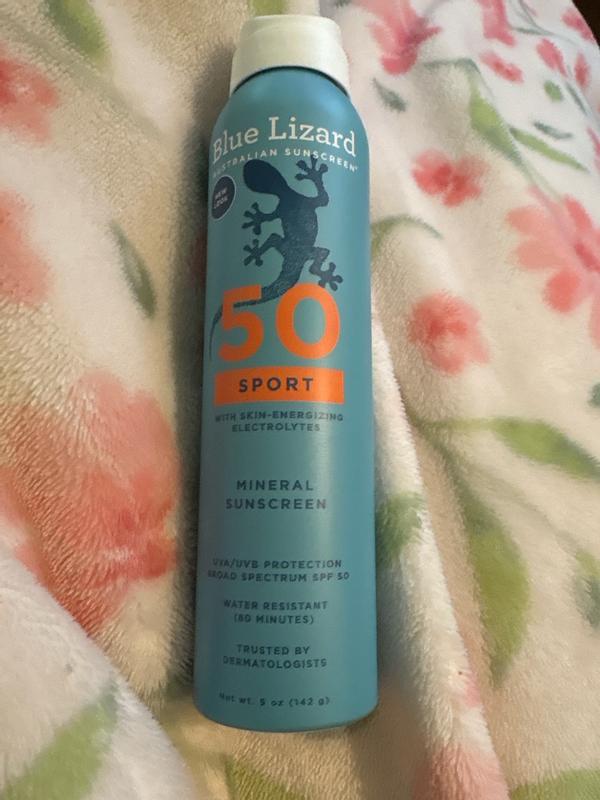 Blue Lizard
AUSTRALIAN SUNSCREEN®
NEW
LOOK
50
SPORT
WITH SKIN-ENERGIZING
ELECTROLYTES
MINERAL
SUNSCREEN
UVA/UVB PROTECTION
BROAD SPECTRUM SPF 50
WATER RESISTANT
(80 MINUTES)
TRUSTED BY
DERMATOLOGISTS
Net wt. 5 oz (142 g)